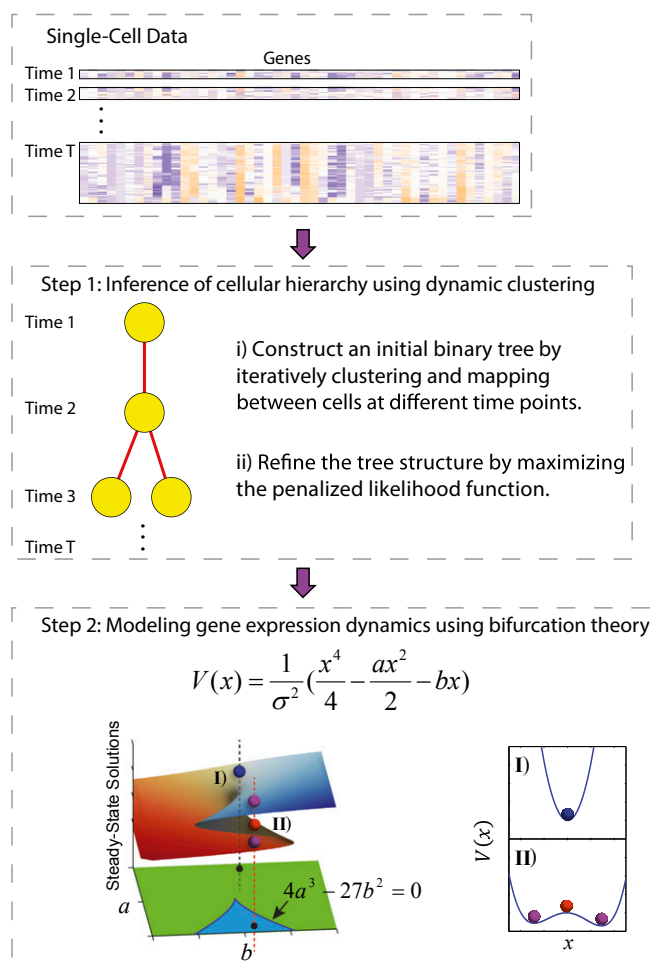 Single-Cell Data
Genes
Time 1
Time 2
Time T
Step 1: Inference of cellular hierarchy using dynamic clustering
Time 1
i) Construct an initial binary tree by
iteratively clustering and mapping
between cells at different time points.
Time 2
ii) Refine the tree structure by maximizing
the penalized likelihood function.
Time 3
Time T
Step 2: Modeling gene expression dynamics using bifurcation theory
V(x) = 1/σ² (x⁴/4 − ax²/2 − bx)
Steady-State Solutions
I)
II)
a
4a³ − 27b² = 0
b
I)
V(x)
II)
x